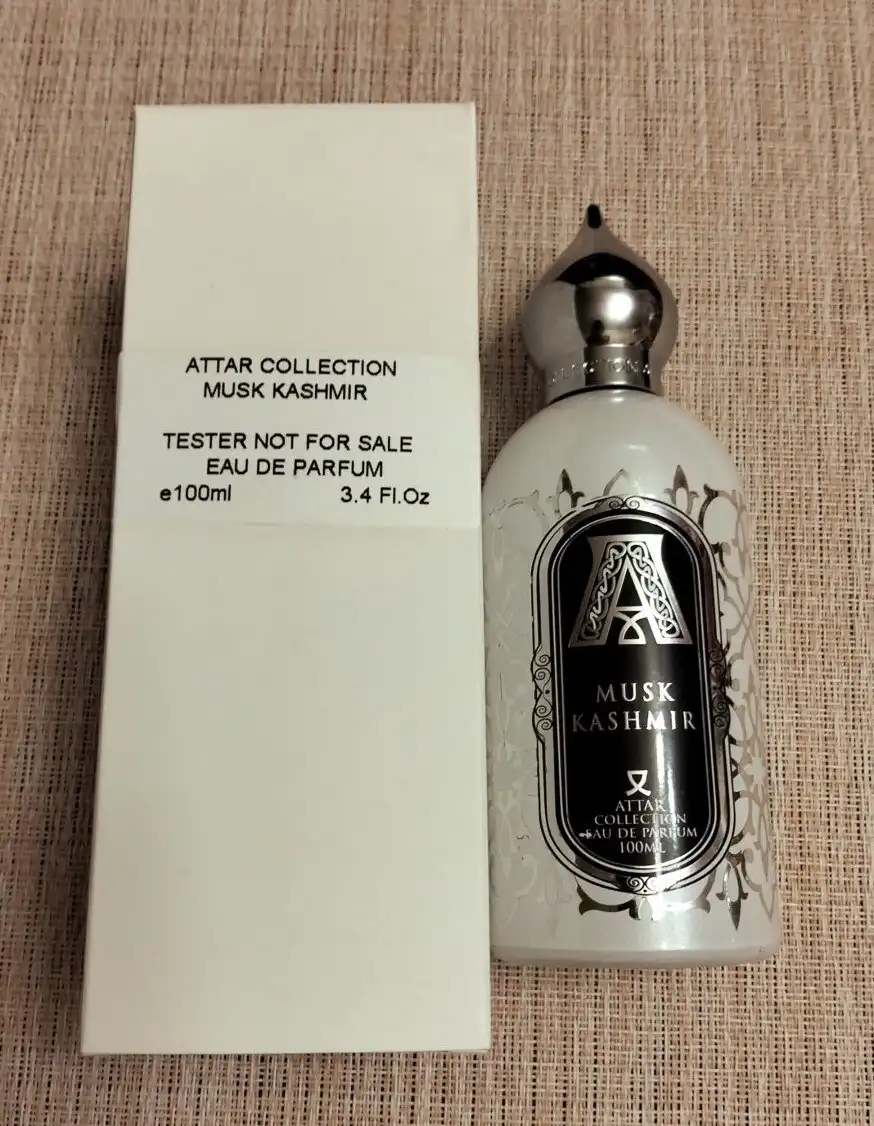 ATTAR COLLECTION
MUSK KASHMIR
TESTER NOT FOR SALE
EAU DE PARFUM
e100ml 3.4 Fl.Oz
A
MUSK
KASHMIR
ATTAR
COLLECTION
EAU DE PARFUM
100ML